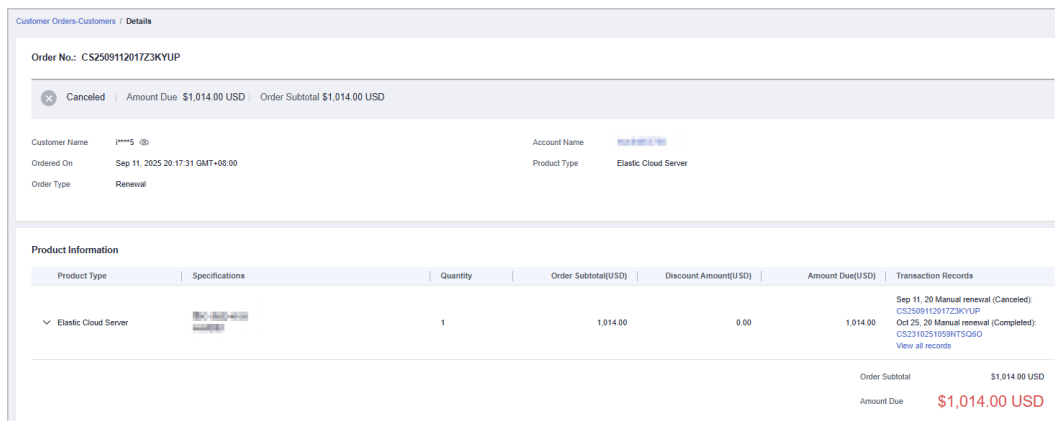 Customer Orders-Customers / Details
Order No.: CS2509112017Z3KYUP
Canceled | Amount Due $1,014.00 USD | Order Subtotal $1,014.00 USD
Customer Name i****5 Account Name
Ordered On Sep 11, 2025 20:17:31 GMT+08:00 Product Type Elastic Cloud Server
Order Type Renewal
Product Information
Product Type Specifications Quantity Order Subtotal(USD) Discount Amount(USD) Amount Due(USD) Transaction Records
Elastic Cloud Server 1 1,014.00 0.00 1,014.00
Sep 11, 20 Manual renewal (Canceled):
CS2509112017Z3KYUP
Oct 25, 20 Manual renewal (Completed):
CS2310251059NTSQ6O
View all records
Order Subtotal $1,014.00 USD
Amount Due $1,014.00 USD